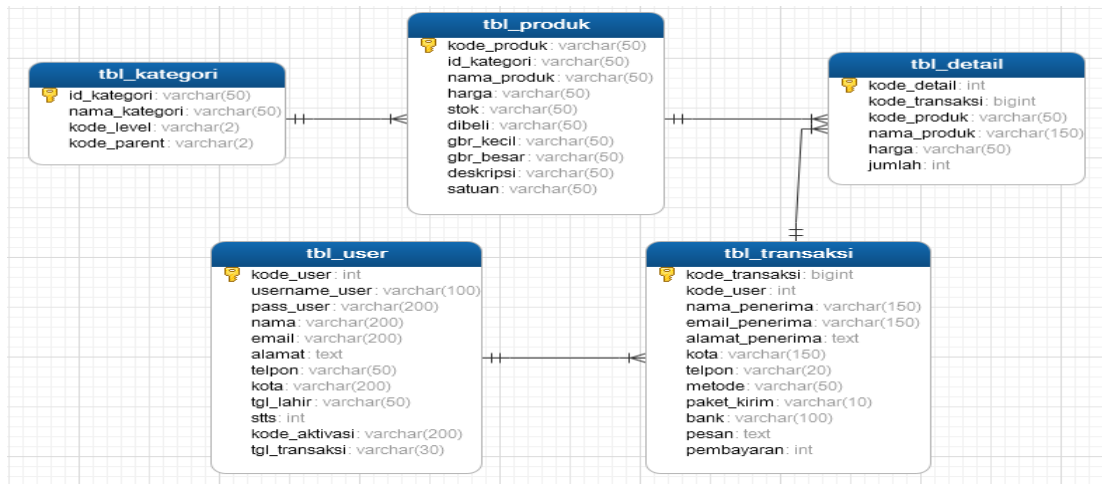 tbl_kategori
id_kategori: varchar(50)
nama_kategori: varchar(50)
kode_level: varchar(2)
kode_parent: varchar(2)
tbl_produk
kode_produk: varchar(50)
id_kategori: varchar(50)
nama_produk: varchar(50)
harga: varchar(50)
stok: varchar(50)
dibeli: varchar(50)
gbr_kecil: varchar(50)
gbr_besar: varchar(50)
deskripsi: varchar(50)
satuan: varchar(50)
tbl_detail
kode_detail: int
kode_transaksi: bigint
kode_produk: varchar(50)
nama_produk: varchar(150)
harga: varchar(50)
jumlah: int
tbl_user
kode_user: int
username_user: varchar(100)
pass_user: varchar(200)
nama: varchar(200)
email: varchar(200)
alamat: text
telpon: varchar(50)
kota: varchar(200)
tgl_lahir: varchar(50)
stts: int
kode_aktivasi: varchar(200)
tgl_transaksi: varchar(30)
tbl_transaksi
kode_transaksi: bigint
kode_user: int
nama_penerima: varchar(150)
email_penerima: varchar(150)
alamat_penerima: text
kota: varchar(150)
telpon: varchar(20)
metode: varchar(50)
paket_kirim: varchar(10)
bank: varchar(100)
pesan: text
pembayaran: int